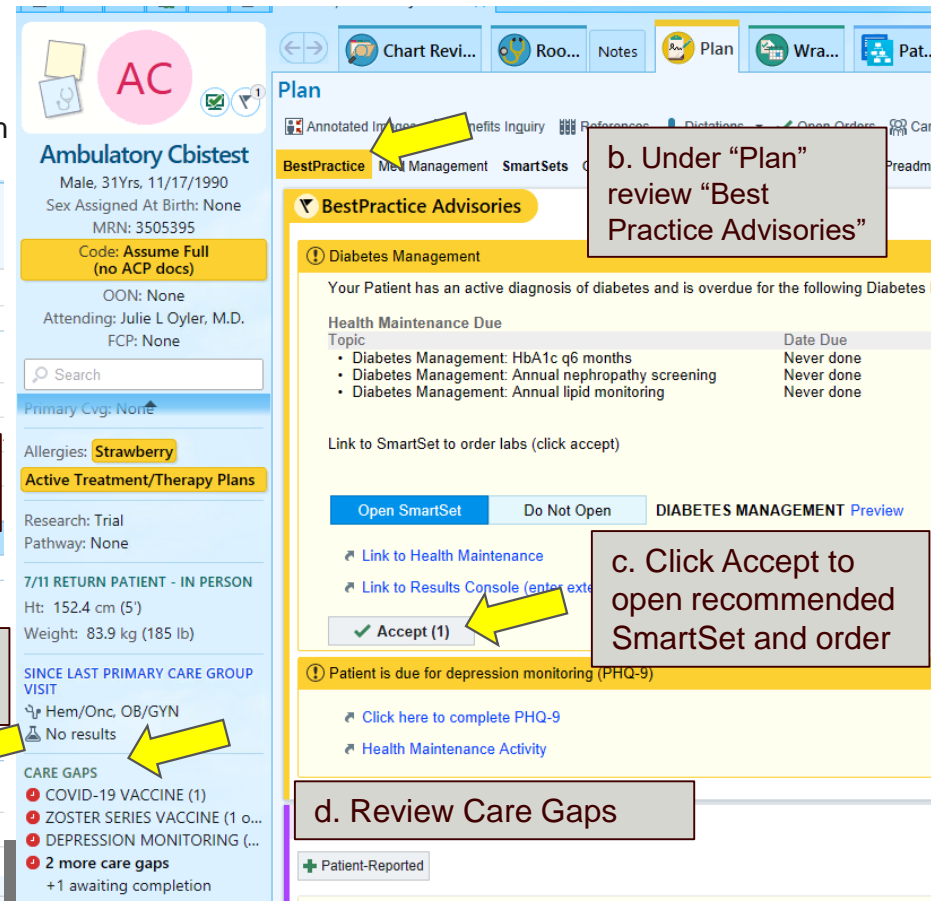 AC
1
Ambulatory Cbistest
Male, 31Yrs, 11/17/1990
Sex Assigned At Birth: None
MRN: 3505395
Code: Assume Full
(no ACP docs)
OON: None
Attending: Julie L Oyler, M.D.
FCP: None
Search
Primary Cvg: None
Allergies: Strawberry
Active Treatment/Therapy Plans
Research: Trial
Pathway: None
7/11 RETURN PATIENT - IN PERSON
Ht: 152.4 cm (5')
Weight: 83.9 kg (185 lb)
SINCE LAST PRIMARY CARE GROUP
VISIT
Hem/Onc, OB/GYN
No results
CARE GAPS
COVID-19 VACCINE (1)
ZOSTER SERIES VACCINE (1 o...
DEPRESSION MONITORING (...
2 more care gaps
+1 awaiting completion
Chart Revi... Roo... Notes Plan Wra... Pat...
Plan
Annotated Inquiry References Dictations Open Orders
BestPractice Med Management SmartSets
b. Under “Plan”
review “Best
Practice Advisories”
BestPractice Advisories
Diabetes Management
Your Patient has an active diagnosis of diabetes and is overdue for the following Diabetes
Health Maintenance Due
Topic Date Due
• Diabetes Management: HbA1c q6 months Never done
• Diabetes Management: Annual nephropathy screening Never done
• Diabetes Management: Annual lipid monitoring Never done
Link to SmartSet to order labs (click accept)
Open SmartSet Do Not Open DIABETES MANAGEMENT Preview
Link to Health Maintenance
Link to Results Console (enter
Accept (1)
c. Click Accept to
open recommended
SmartSet and order
Patient is due for depression monitoring (PHQ-9)
Click here to complete PHQ-9
Health Maintenance Activity
d. Review Care Gaps
Patient-Reported